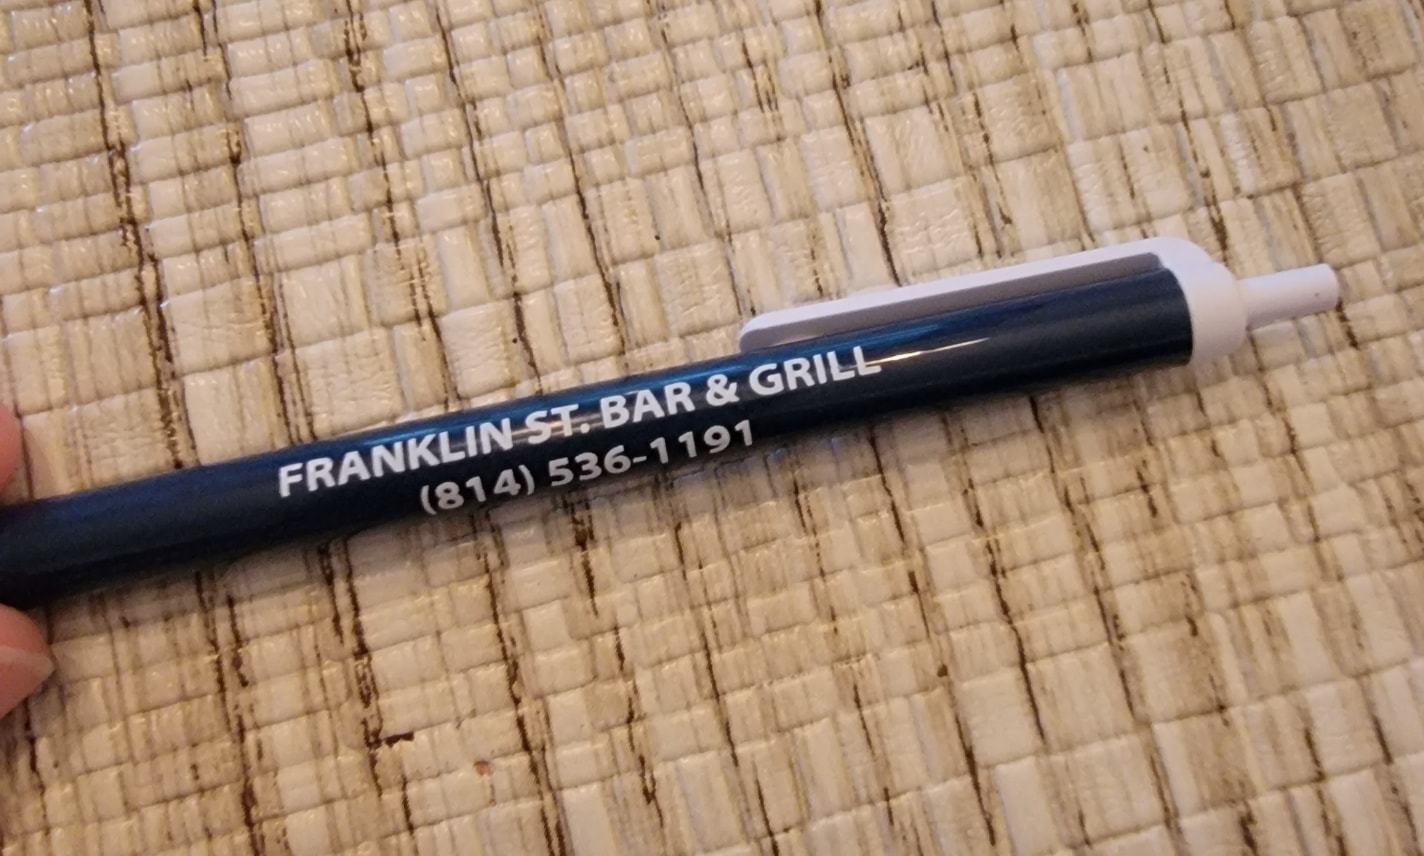 FRANKLIN ST. BAR & GRILL
(814) 536-1191